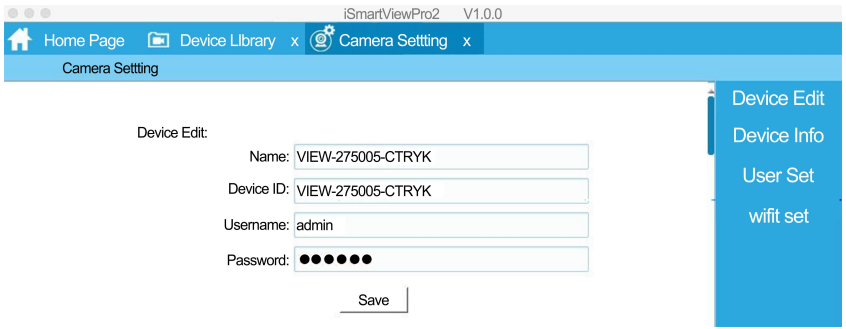 iSmartViewPro2 V1.0.0
Home Page Device LIbrary x Camera Settting x
Camera Settting
Device Edit
Device Info
User Set
wifit set
Device Edit:
Name: VIEW-275005-CTRYK
Device ID: VIEW-275005-CTRYK
Username: admin
Password: ●●●●●●
Save